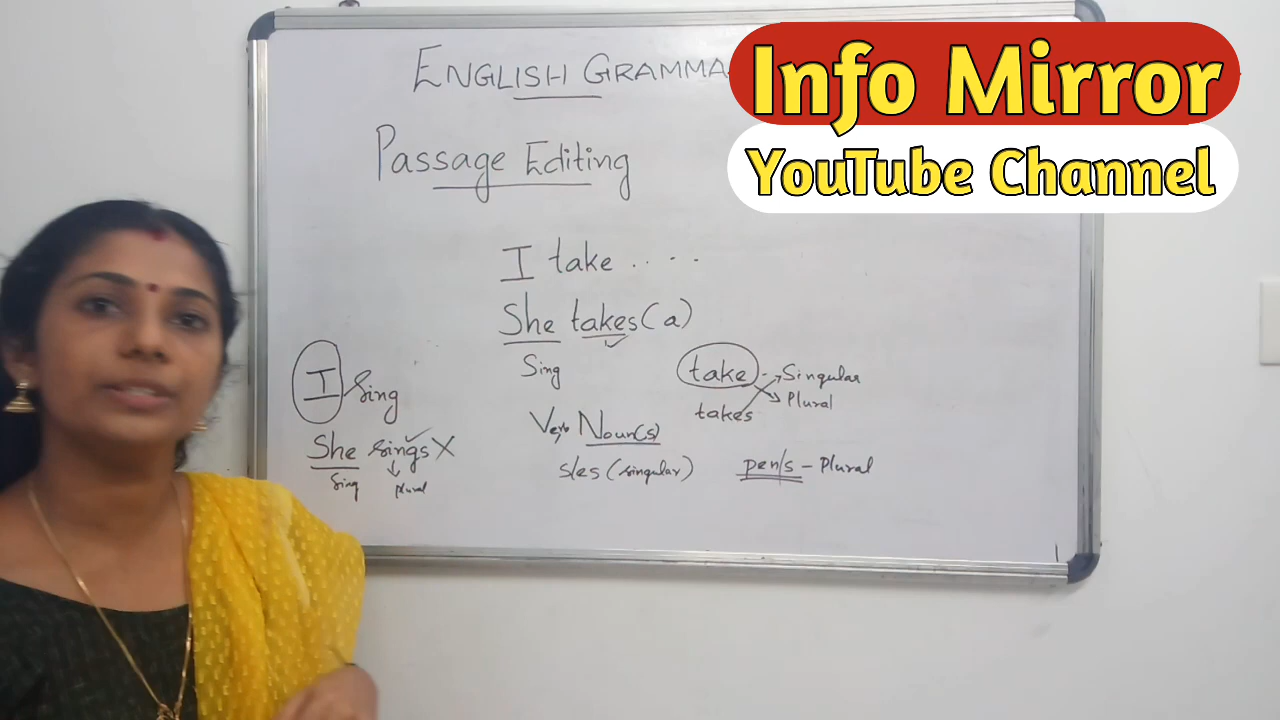 ENGLISH GRAMMA
Info Mirror
YouTube Channel
Passage Editing
I take . . . .
She takes(a)
Sing
I Sing
She sings X
Sing plural
take - Singular
Plural
takes
Verb Noun(s)
s/es (singular)
pen/s - Plural